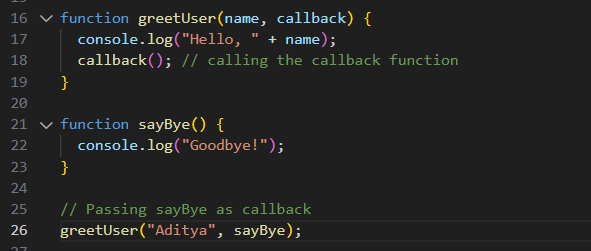 16 function greetUser(name, callback) {
17 console.log("Hello, " + name);
18 callback(); // calling the callback function
19 }
20
21 function sayBye() {
22 console.log("Goodbye!");
23 }
24
25 // Passing sayBye as callback
26 greetUser("Aditya", sayBye);